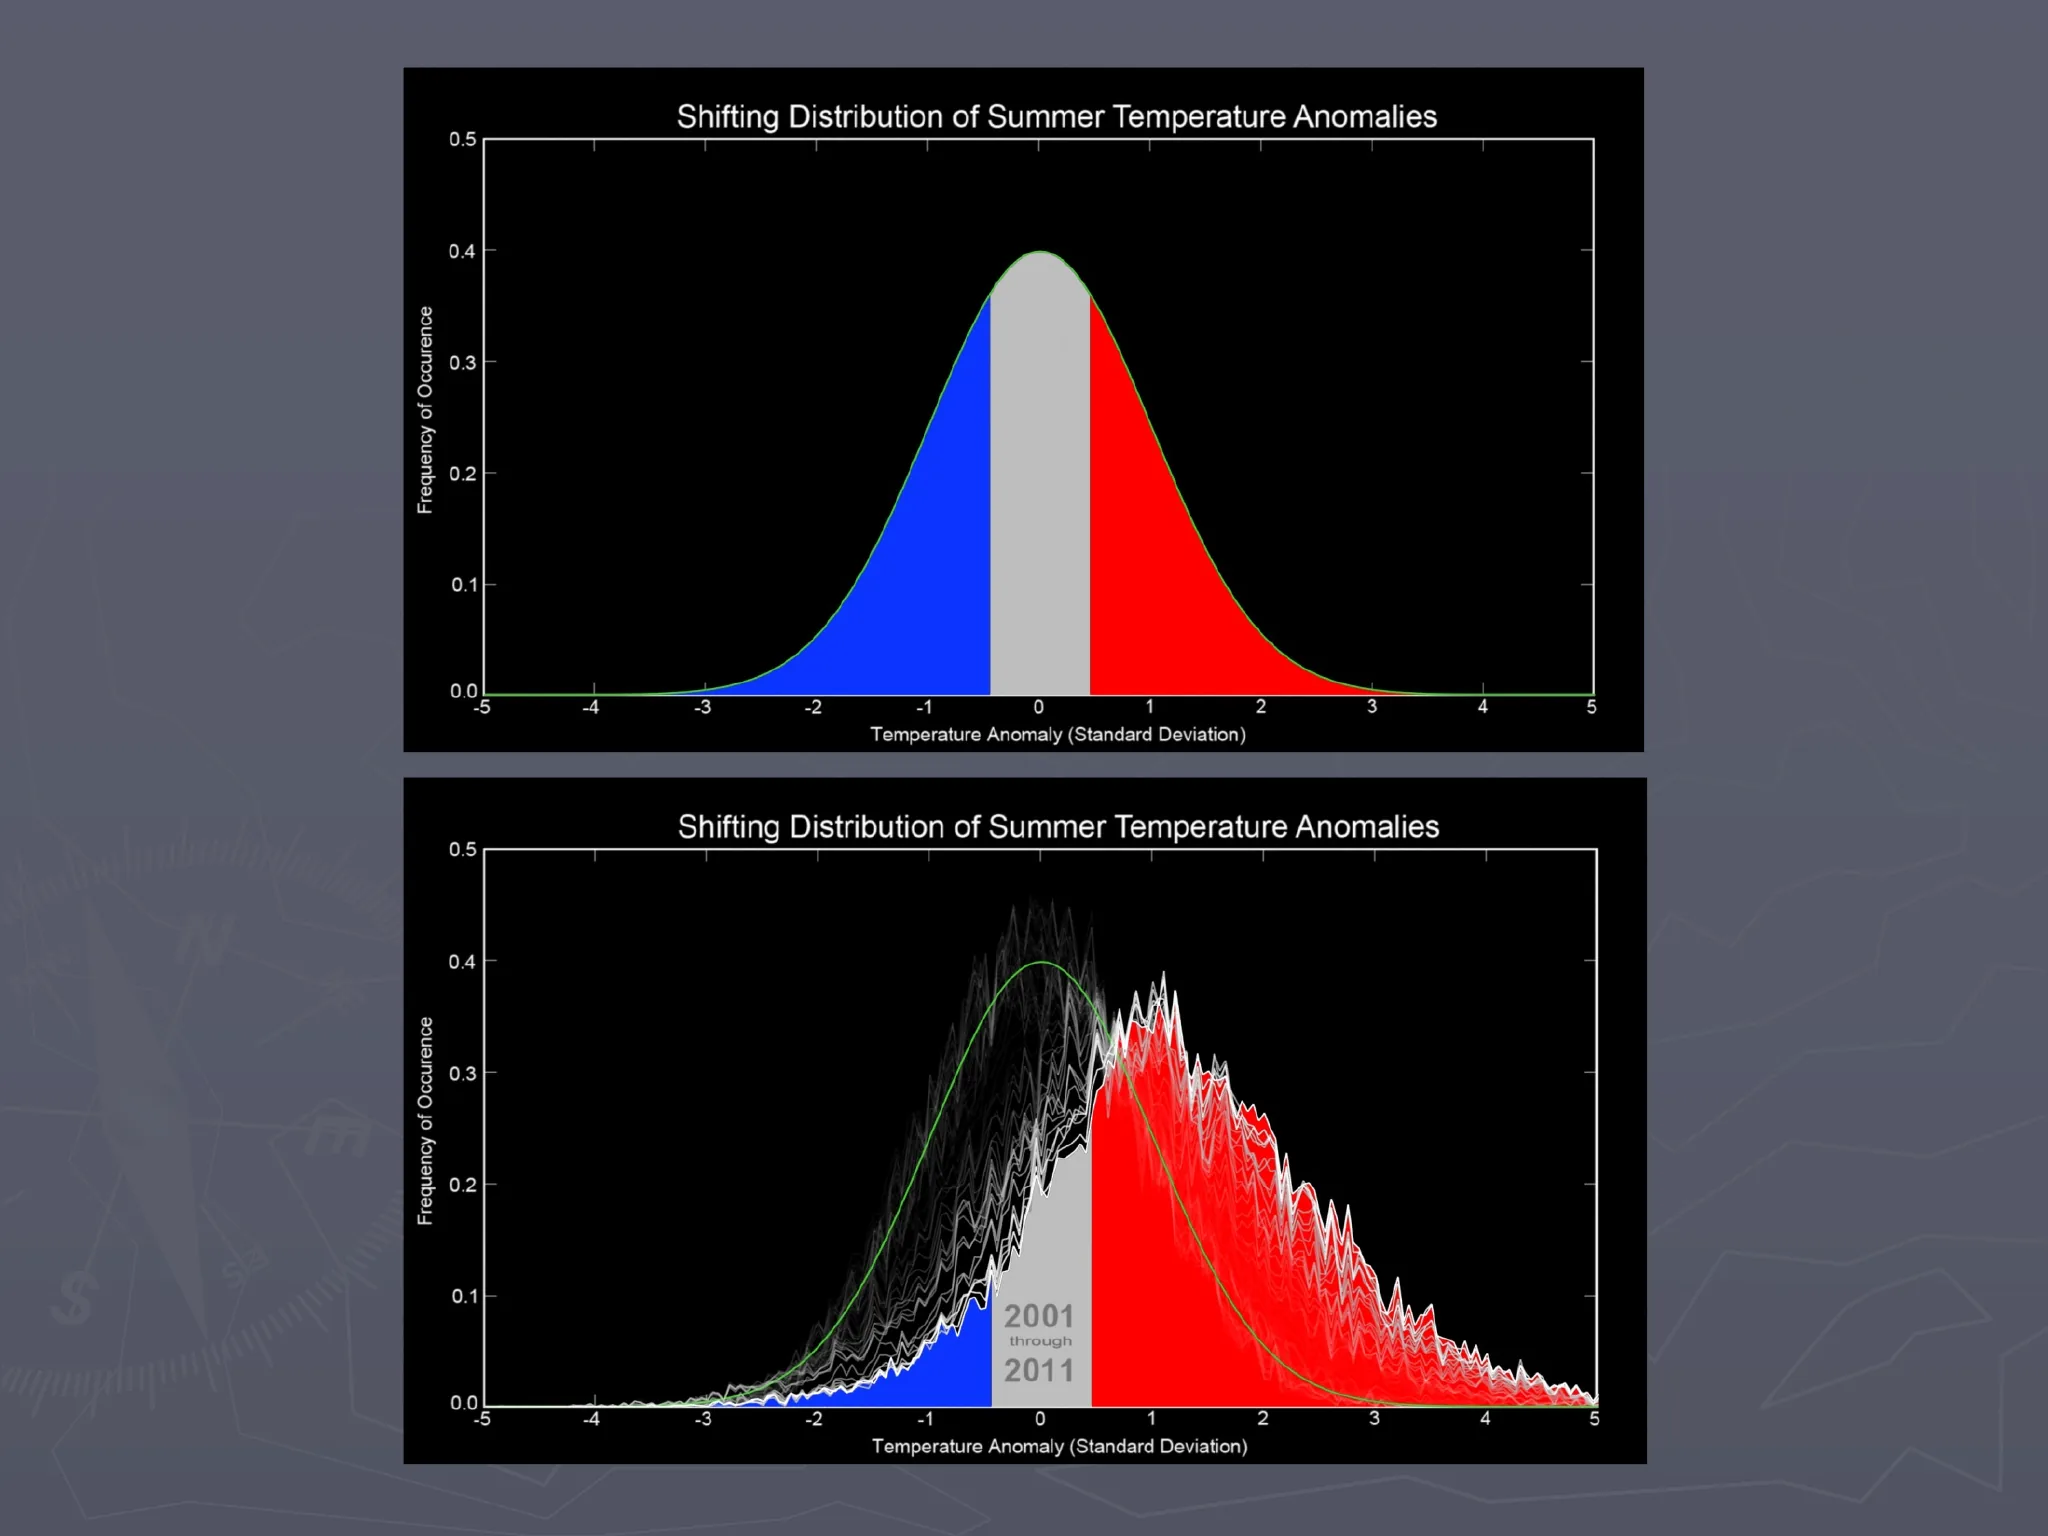 Shifting Distribution of Summer Temperature Anomalies
0.5
0.4
0.3
0.2
0.1
0.0
Frequency of Occurence
-5 -4 -3 -2 -1 0 1 2 3 4 5
Temperature Anomaly (Standard Deviation)
Shifting Distribution of Summer Temperature Anomalies
0.5
0.4
0.3
0.2
0.1
0.0
Frequency of Occurence
2001
through
2011
-5 -4 -3 -2 -1 0 1 2 3 4 5
Temperature Anomaly (Standard Deviation)
N
E
S
SE